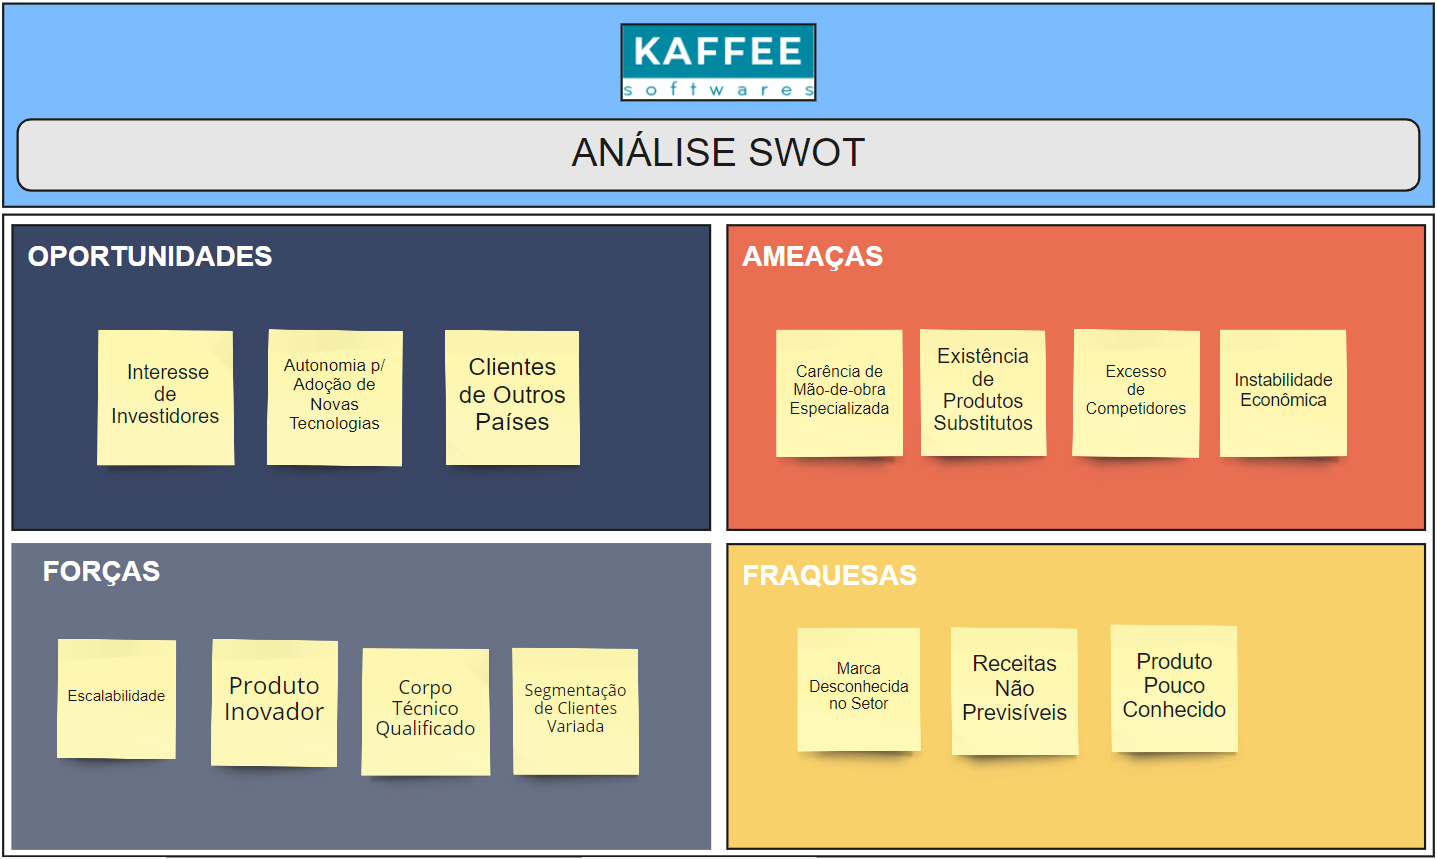 KAFFEE
softwares
ANÁLISE SWOT
OPORTUNIDADES
Interesse
de
Investidores
Autonomia p/
Adoção de
Novas
Tecnologias
Clientes
de Outros
Países
AMEAÇAS
Carência de
Mão-de-obra
Especializada
Existência
de
Produtos
Substitutos
Excesso
de
Competidores
Instabilidade
Econômica
FORÇAS
Escalabilidade
Produto
Inovador
Corpo
Técnico
Qualificado
Segmentação
de Clientes
Variada
FRAQUESAS
Marca
Desconhecida
no Setor
Receitas
Não
Previsíveis
Produto
Pouco
Conhecido